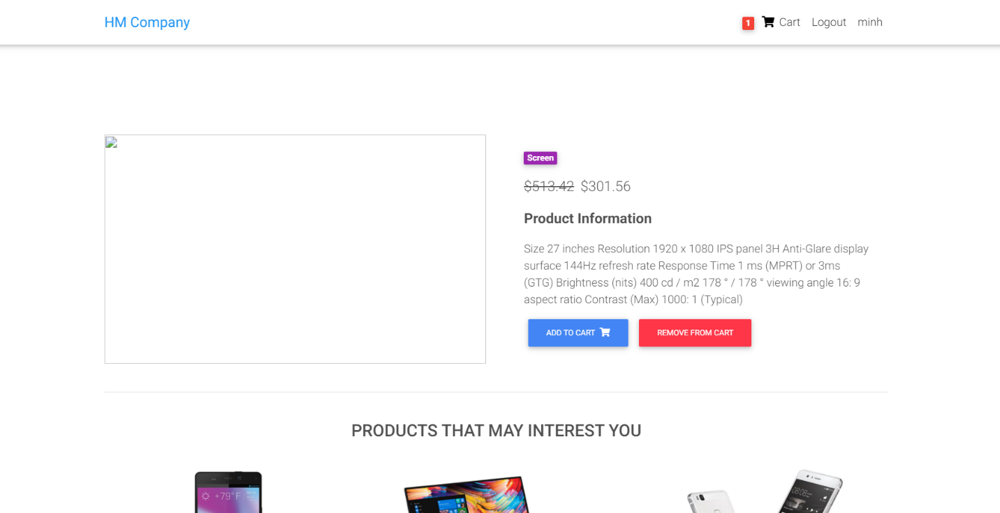 HM Company
1 Cart Logout minh
Screen
$513.42 $301.56
Product Information
Size 27 inches Resolution 1920 x 1080 IPS panel 3H Anti-Glare display
surface 144Hz refresh rate Response Time 1 ms (MPRT) or 3ms
(GTG) Brightness (nits) 400 cd / m2 178 ° / 178 ° viewing angle 16: 9
aspect ratio Contrast (Max) 1000: 1 (Typical)
ADD TO CART
REMOVE FROM CART
PRODUCTS THAT MAY INTEREST YOU
+79°F
08:08